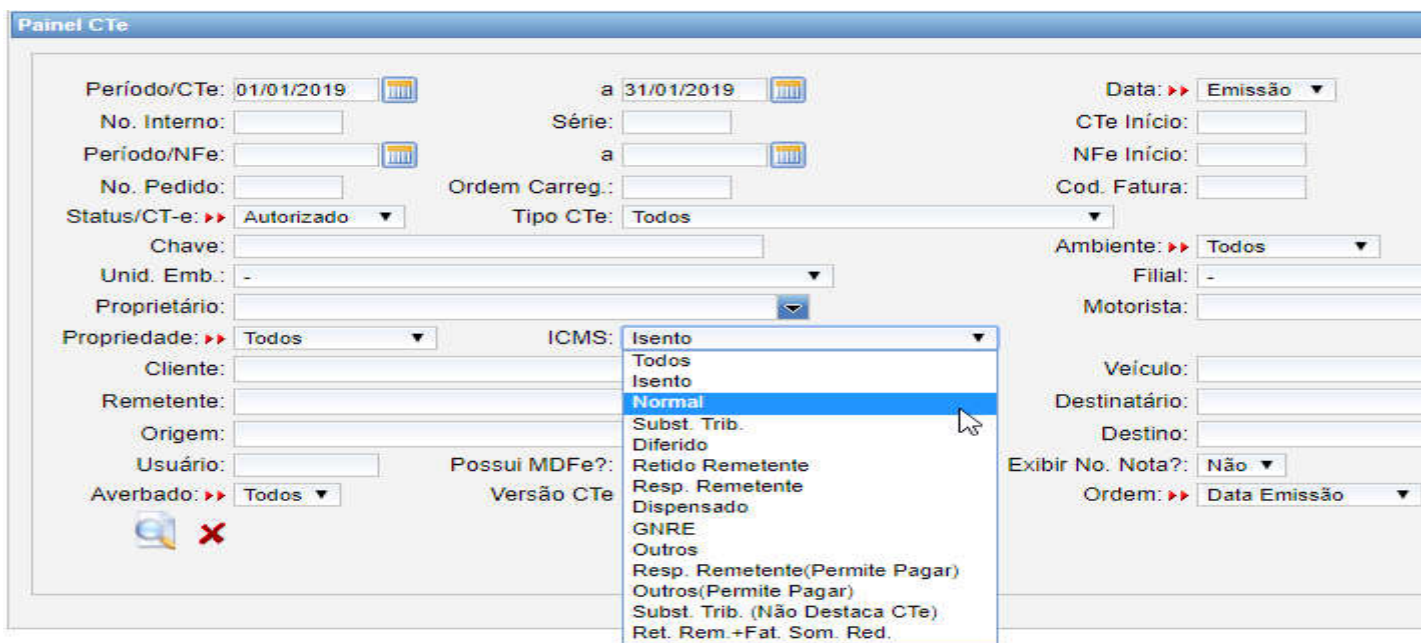 Painel CTe
Período/CTe: 01/01/2019 a 31/01/2019 Data: Emissão
No. Interno: Série: CTe Início:
Período/NFe: a NFe Início:
No. Pedido: Ordem Carreg.: Cod. Fatura:
Status/CT-e: Autorizado Tipo CTe: Todos
Chave: Ambiente: Todos
Unid. Emb.: - Filial: -
Proprietário: Motorista:
Propriedade: Todos ICMS: Isento
Todos
Cliente: Isento Veículo:
Remetente: Normal Destinatário:
Subst. Trib.
Origem: Diferido Destino:
Usuário: Possui MDFe?: Retido Remetente Exibir No. Nota?: Não
Averbado: Todos Versão CTe Resp. Remetente Ordem: Data Emissão
Dispensado
GNRE
Outros
Resp. Remetente(Permite Pagar)
Outros(Permite Pagar)
Subst. Trib. (Não Destaca CTe)
Ret. Rem.+Fat. Som. Red.